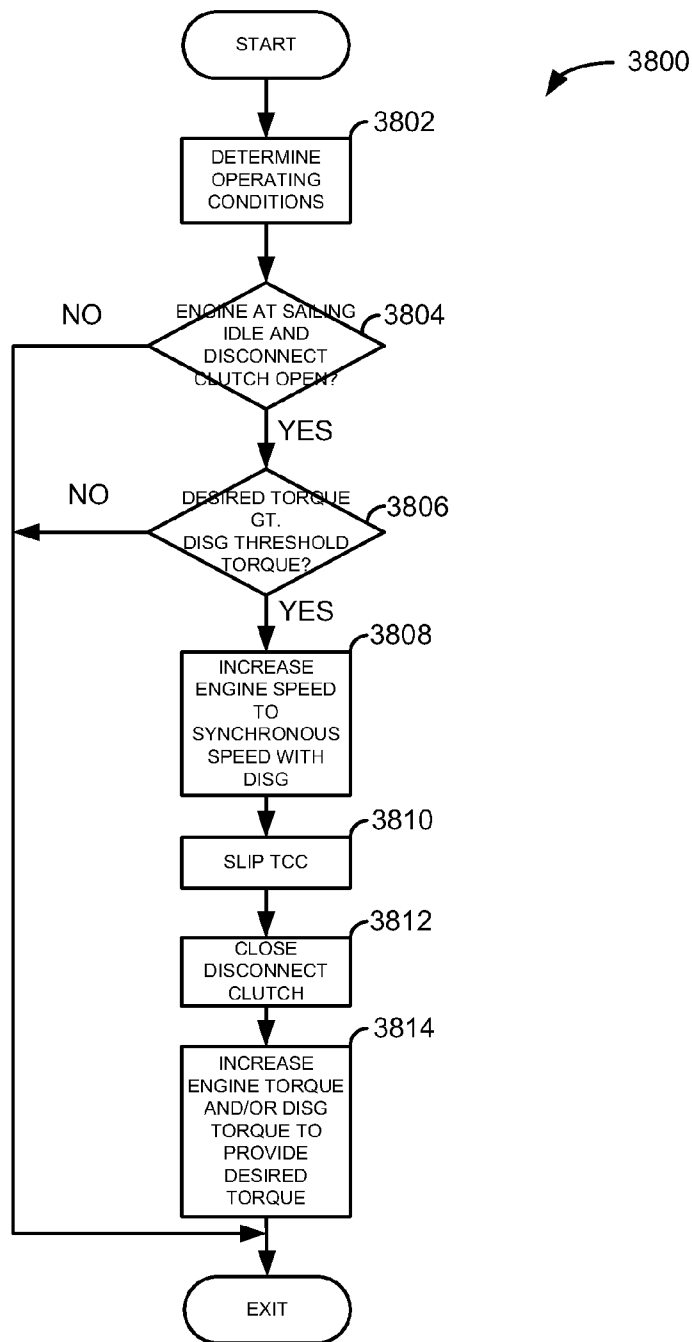 START
3800
3802
DETERMINE
OPERATING
CONDITIONS
NO
ENGINE AT SAILING
IDLE AND
DISCONNECT
CLUTCH OPEN?
3804
YES
NO
DESIRED TORQUE
GT.
DISG THRESHOLD
TORQUE?
3806
YES
3808
INCREASE
ENGINE SPEED
TO
SYNCHRONOUS
SPEED WITH
DISG
3810
SLIP TCC
3812
CLOSE
DISCONNECT
CLUTCH
3814
INCREASE
ENGINE TORQUE
AND/OR DISG
TORQUE TO
PROVIDE
DESIRED
TORQUE
EXIT